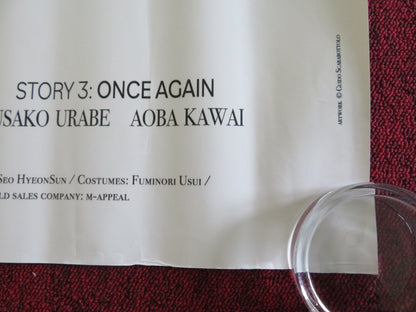 STORY 3: ONCE AGAIN
USAKO URABE AOBA KAWAI
SEO HYEONSUN / COSTUMES: FUMINORI USUI /
LD SALES COMPANY: M-APPEAL
ARTWORK © GUIDO SCARABOTTOLO